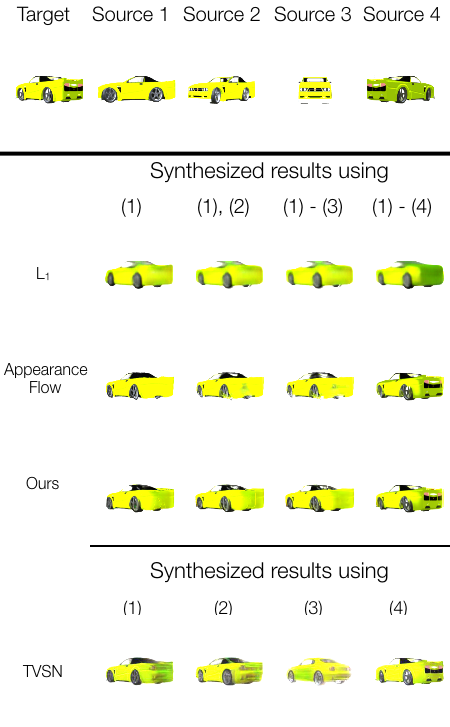 Target Source 1 Source 2 Source 3 Source 4
Synthesized results using
(1) (1), (2) (1) - (3) (1) - (4)
L₁
Appearance
Flow
Ours
Synthesized results using
(1) (2) (3) (4)
TVSN